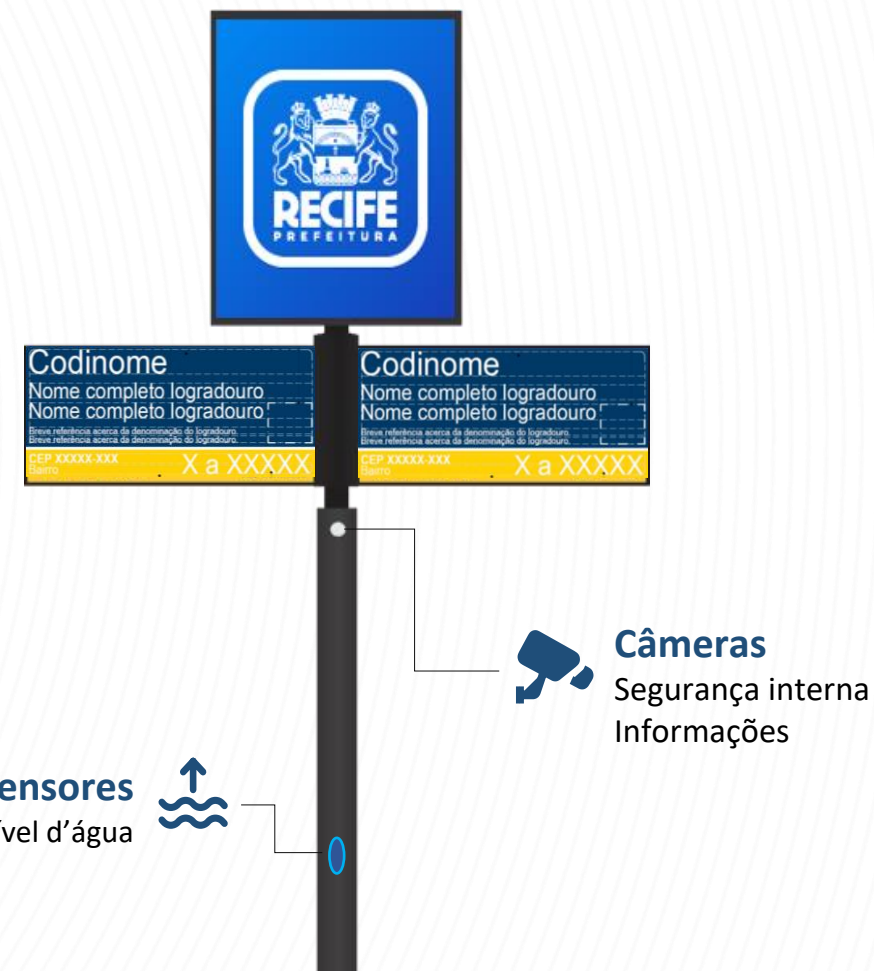 RECIFE
PREFEITURA
Codinome
Nome completo logradouro
Nome completo logradouro
Breve referência acerca da denominação do logradouro.
Breve referência acerca da denominação do logradouro.
CEP XXXXX-XXX
Bairro
X a XXXXX
Codinome
Nome completo logradouro
Nome completo logradouro
Breve referência acerca da denominação do logradouro.
Breve referência acerca da denominação do logradouro.
CEP XXXXX-XXX
Bairro
X a XXXXX
Câmeras
Segurança interna
Informações
ensores
ível d’água